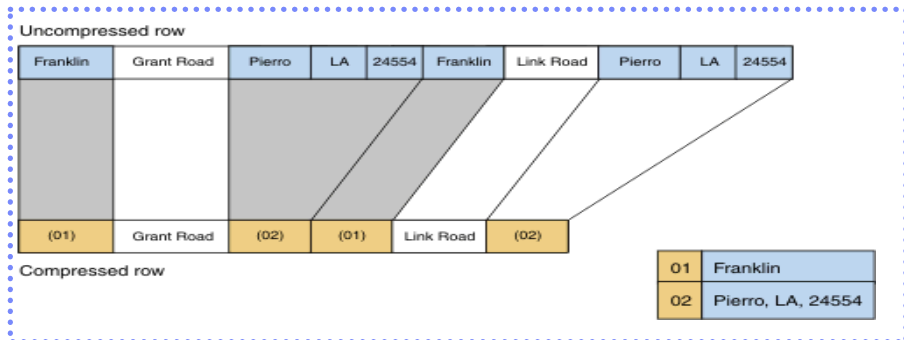 Uncompressed row
Franklin Grant Road Pierro LA 24554 Franklin Link Road Pierro LA 24554
(01) Grant Road (02) (01) Link Road (02)
Compressed row
01 Franklin
02 Pierro, LA, 24554